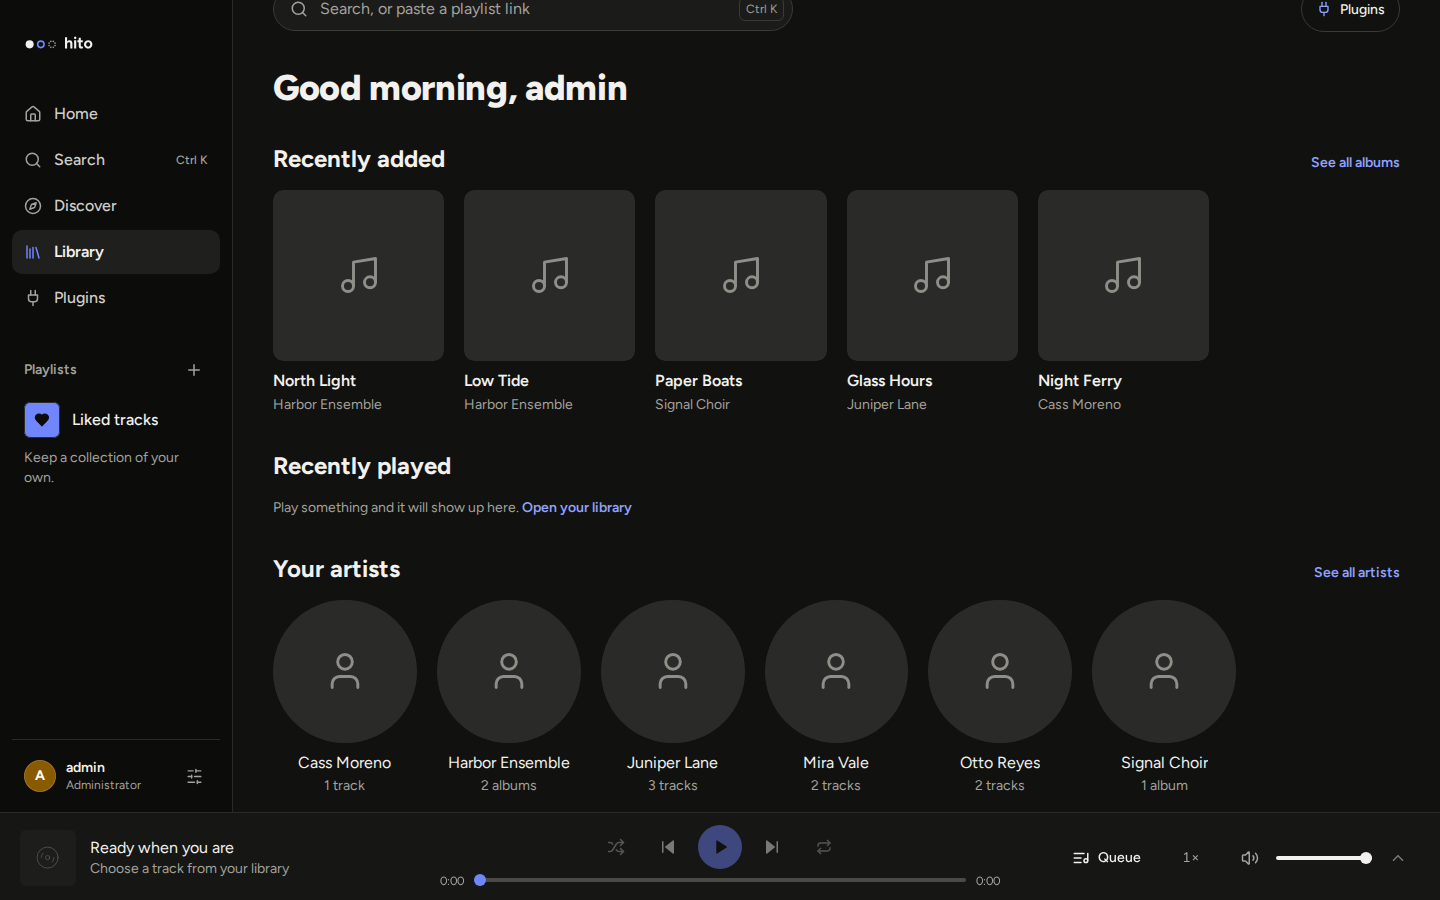 hito
Home
Search Ctrl K
Discover
Library
Plugins
Playlists
Liked tracks
Keep a collection of your
own.
A
admin
Administrator
Search, or paste a playlist link Ctrl K
Plugins
Good morning, admin
Recently added See all albums
North Light Low Tide Paper Boats Glass Hours Night Ferry
Harbor Ensemble Harbor Ensemble Signal Choir Juniper Lane Cass Moreno
Recently played
Play something and it will show up here. Open your library
Your artists See all artists
Cass Moreno Harbor Ensemble Juniper Lane Mira Vale Otto Reyes Signal Choir
1 track 2 albums 3 tracks 2 tracks 2 tracks 1 album
Ready when you are
Choose a track from your library
0:00 0:00
Queue 1×